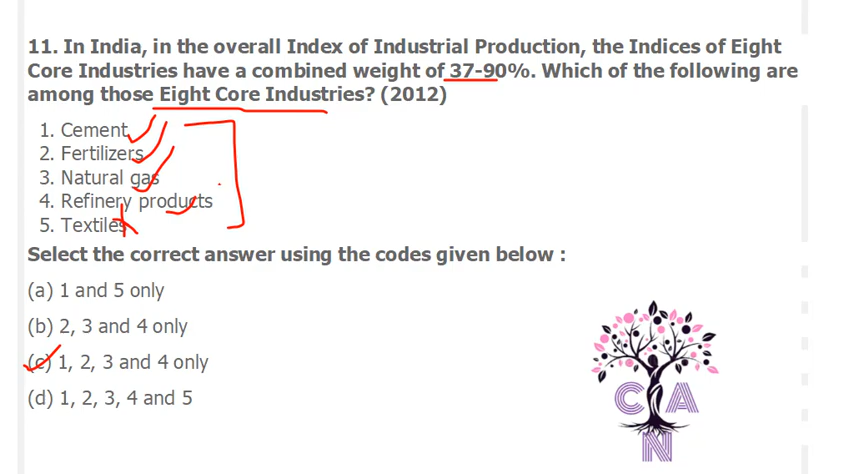 11. In India, in the overall Index of Industrial Production, the Indices of Eight
Core Industries have a combined weight of 37-90%. Which of the following are
among those Eight Core Industries? (2012)
1. Cement
2. Fertilizers
3. Natural gas
4. Refinery products
5. Textiles
Select the correct answer using the codes given below :
(a) 1 and 5 only
(b) 2, 3 and 4 only
(c) 1, 2, 3 and 4 only
(d) 1, 2, 3, 4 and 5
C A
N